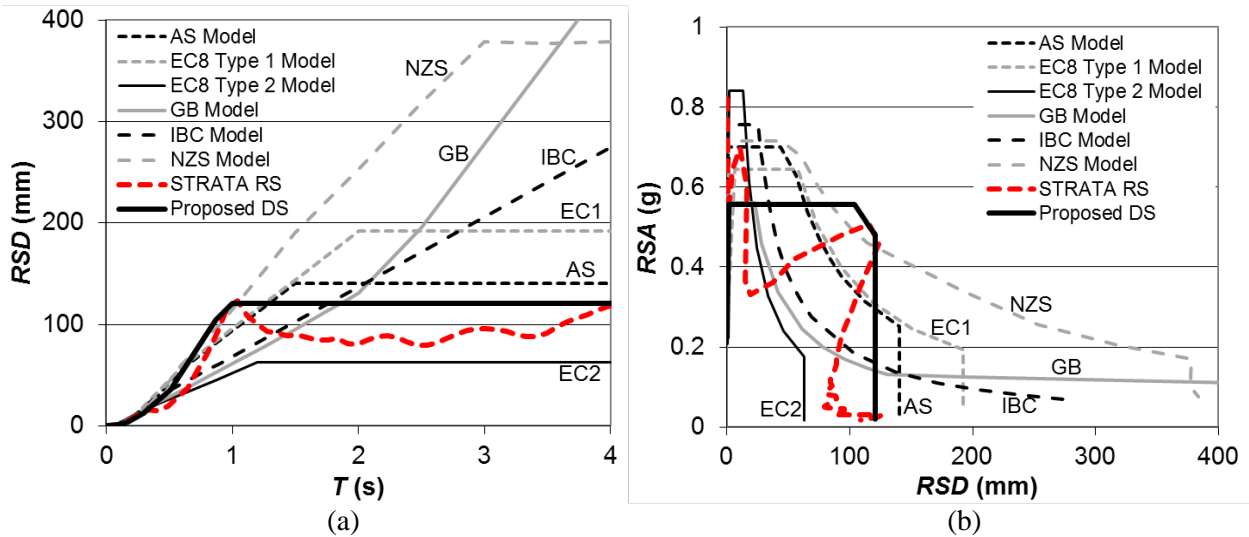 400
300
200
100
0
RSD (mm)
AS Model
EC8 Type 1 Model
EC8 Type 2 Model
GB Model
IBC Model
NZS Model
STRATA RS
Proposed DS
NZS
GB
IBC
EC1
AS
EC2
0 1 2 3 4
T (s)
(a)
1
0.8
0.6
0.4
0.2
0
RSA (g)
AS Model
EC8 Type 1 Model
EC8 Type 2 Model
GB Model
IBC Model
NZS Model
STRATA RS
Proposed DS
NZS
EC1
GB
EC2
AS
IBC
0 100 200 300 400
RSD (mm)
(b)